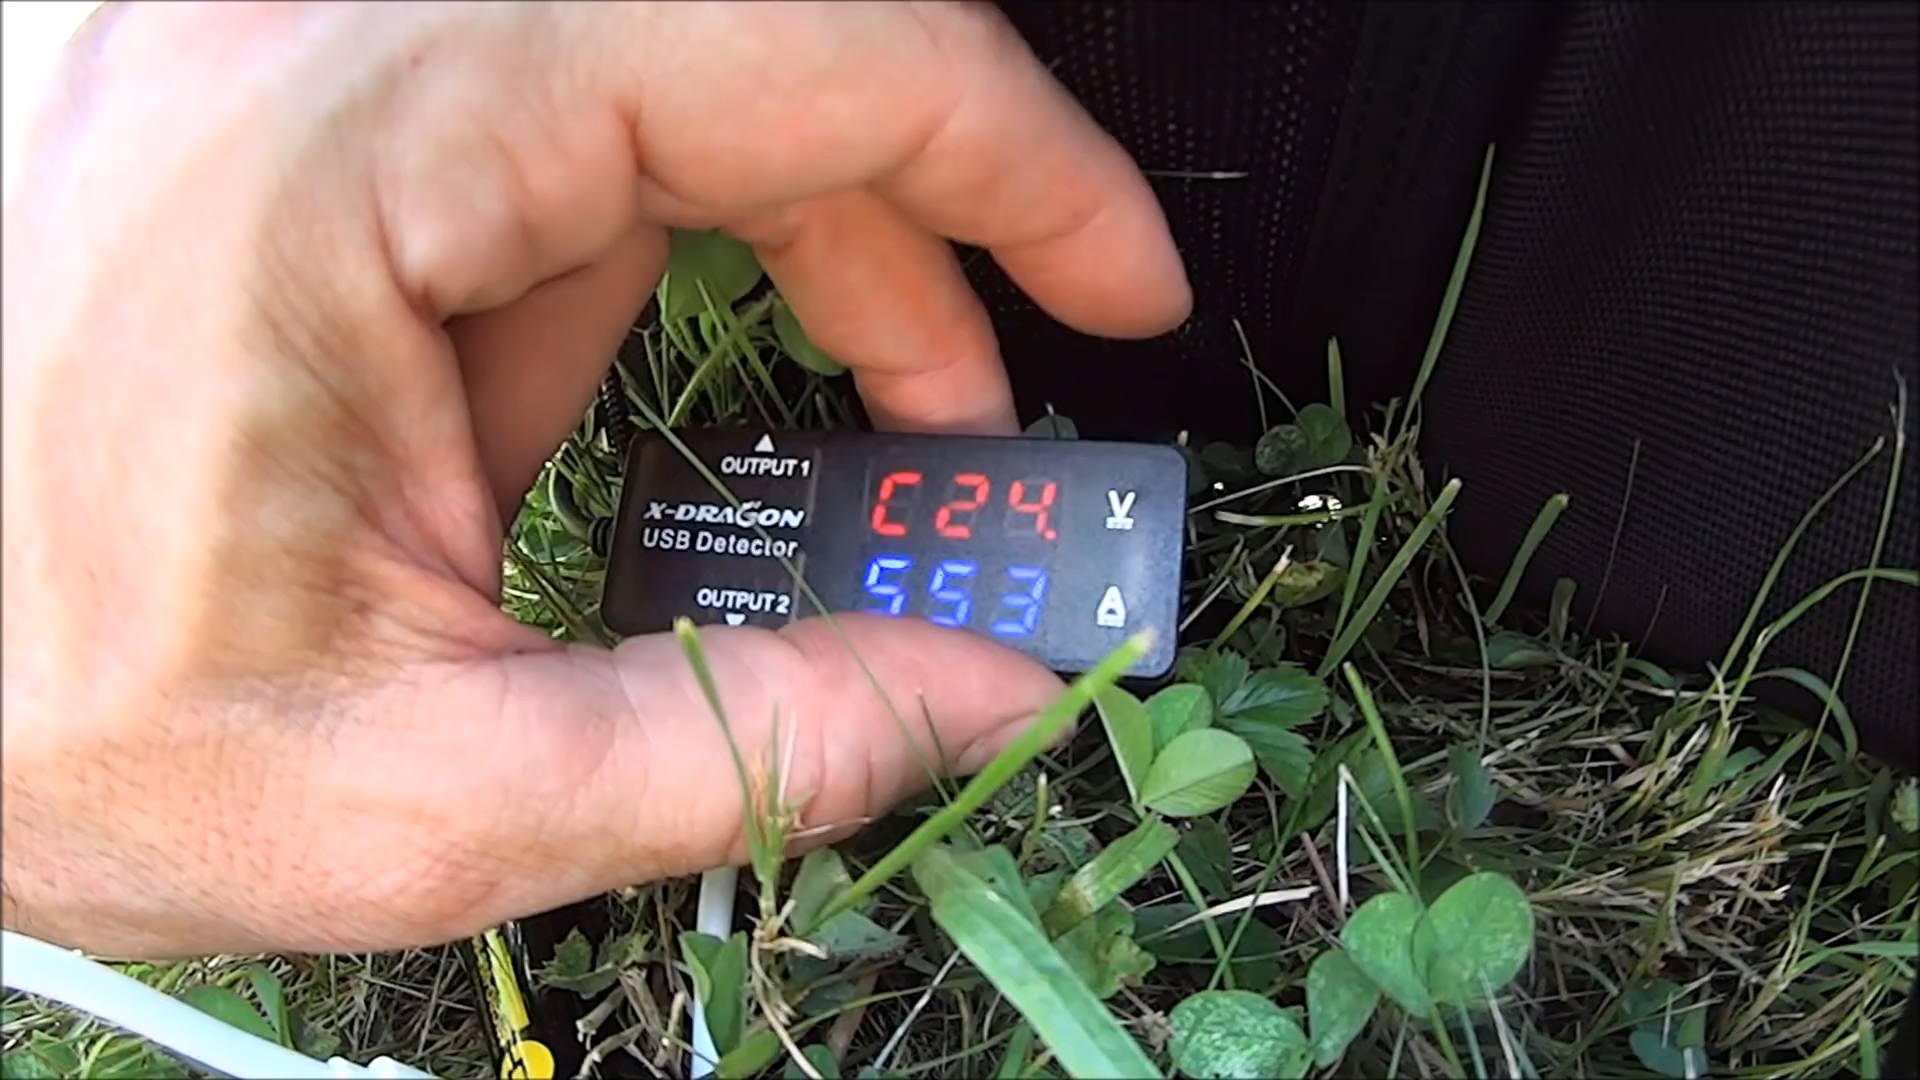 OUTPUT 1
X-DRAGON
USB Detector
OUTPUT 2
C24.
V
553
A